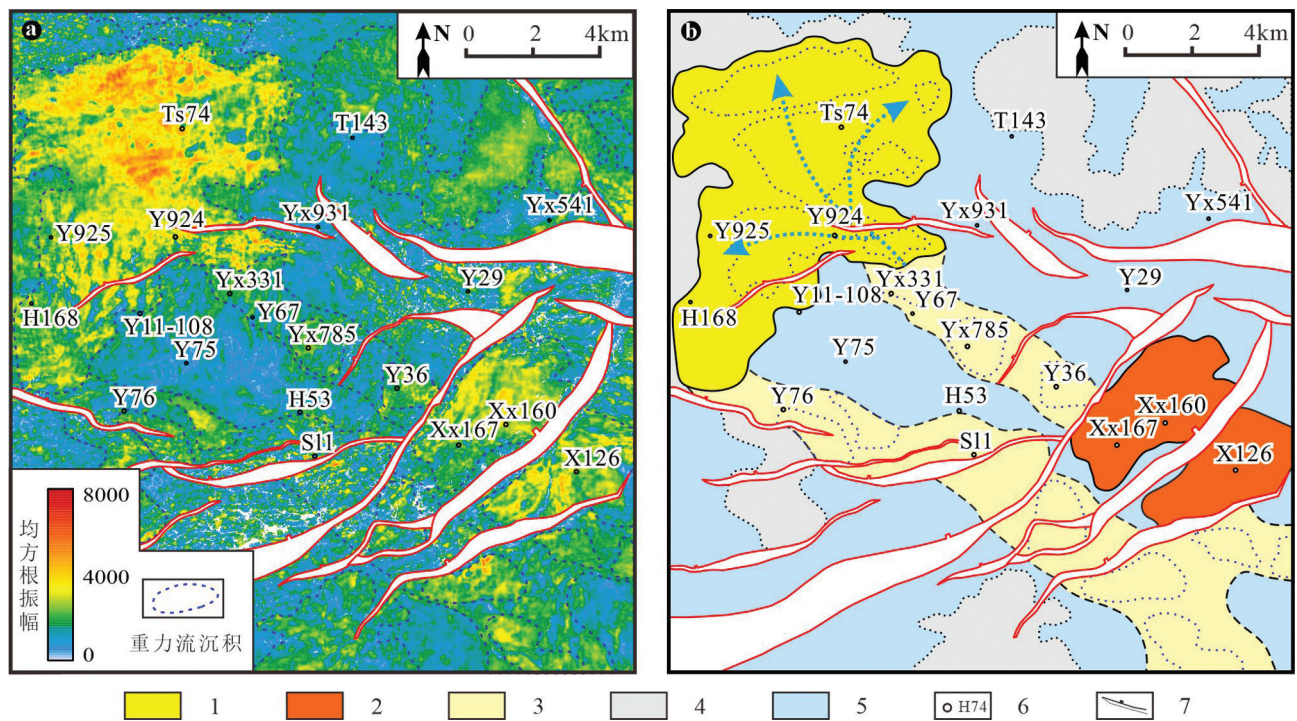 a
N
0 2 4km
Ts74
T143
Y924
Yx931
Yx541
Y925
Yx331
Y29
H168
Y11-108
Y67
Yx785
Y75
Y36
Y76
H53
Xx160
Xx167
Sl1
X126
8000
4000
0
均方根振幅
重力流沉积
b
N
0 2 4km
Ts74
T143
Y924
Yx931
Yx541
Y925
Yx331
Y29
H168
Y11-108
Y67
Yx785
Y75
Y36
Y76
H53
Xx160
Xx167
Sl1
X126
1 2 3 4 5 H74 6 7